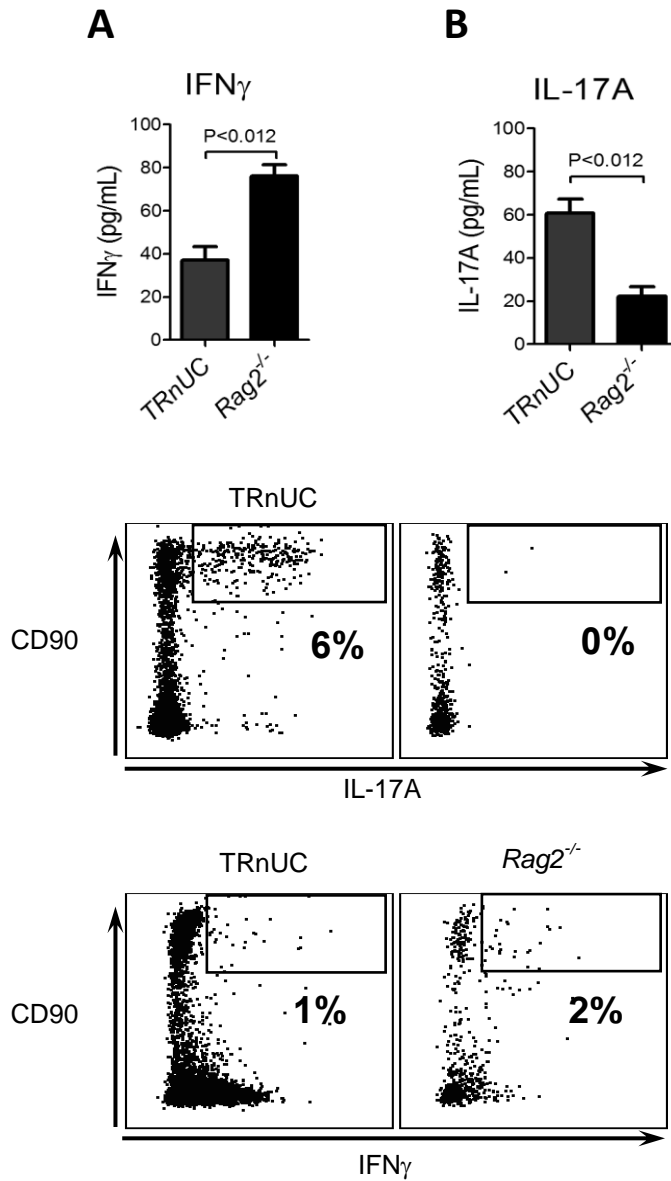 A
B
IFNγ
IL-17A
IFNγ (pg/mL)
100
80
60
40
20
0
P<0.012
TRnUC
Rag2-/-
IL-17A (pg/mL)
100
80
60
40
20
0
P<0.012
TRnUC
Rag2-/-
TRnUC
CD90
6%
0%
IL-17A
TRnUC
Rag2-/-
CD90
1%
2%
IFNγ